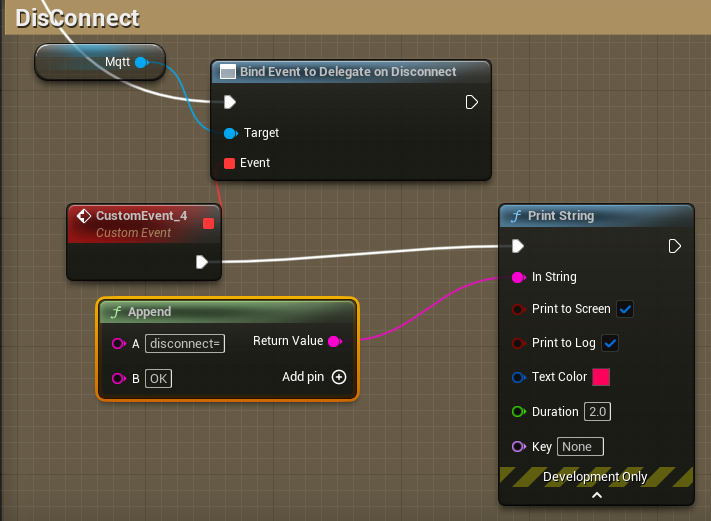 DisConnect
Mqtt
Bind Event to Delegate on Disconnect
Target
Event
CustomEvent_4
Custom Event
Print String
In String
Print to Screen
Print to Log
Text Color
Duration 2.0
Key None
Development Only
Append
A disconnect= Return Value
B OK Add pin